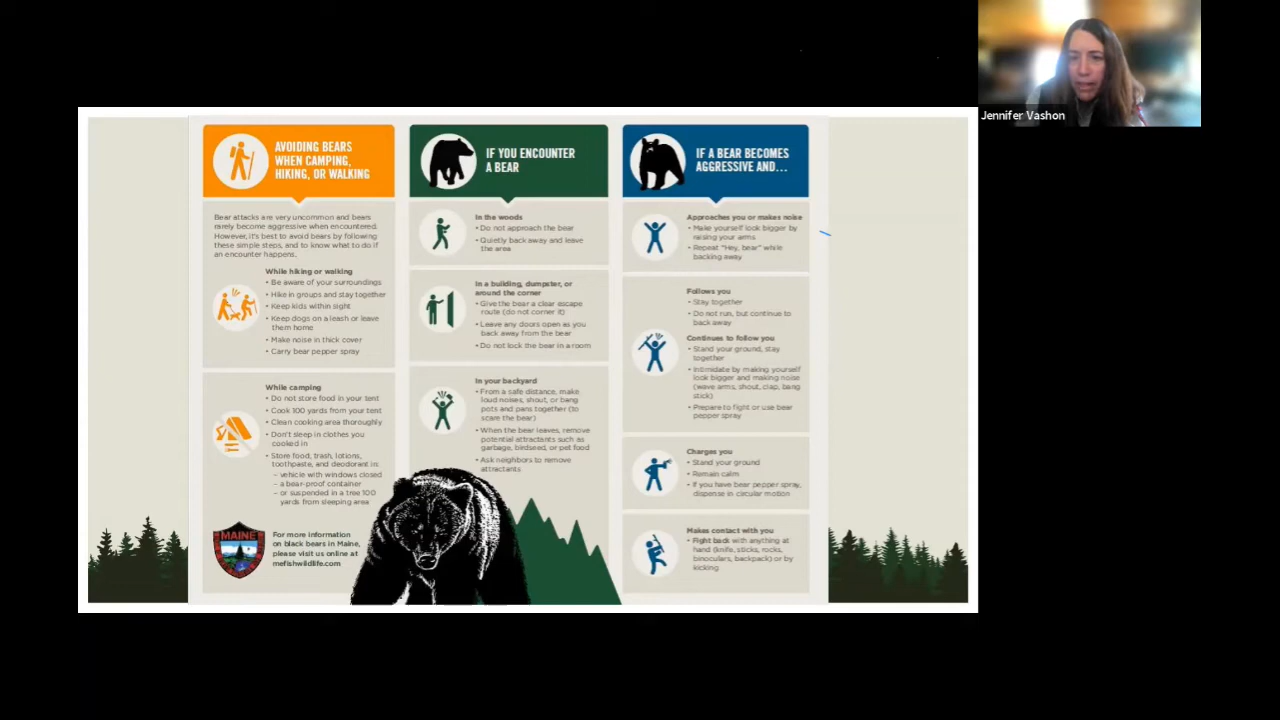 Jennifer Vashon
AVOIDING BEARS
WHEN CAMPING,
HIKING, OR WALKING
Bear attacks are very uncommon and bears
rarely become aggressive when encountered.
However, it's best to avoid bears by following
these simple steps, and to know what to do if
an encounter happens.
While hiking or walking
• Be aware of your surroundings
• Hike in groups and stay together
• Keep kids within sight
• Keep dogs on a leash or leave
them home
• Make noise in thick cover
• Carry bear pepper spray
While camping
• Do not store food in your tent
• Cook 100 yards from your tent
• Clean cooking area thoroughly
• Don't sleep in clothes you
cooked in
• Store food, trash, lotions,
toothpaste, and deodorant in:
– vehicle with windows closed
– a bear-proof container
– or suspended in a tree 100
yards from sleeping area
MAINE
For more information
on black bears in Maine,
please visit us online at
mefishwildlife.com
IF YOU ENCOUNTER
A BEAR
In the woods
• Do not approach the bear
• Quietly back away and leave
the area
In a building, dumpster, or
around the corner
• Give the bear a clear escape
route (do not corner it)
• Leave any doors open as you
back away from the bear
• Do not lock the bear in a room
In your backyard
• From a safe distance, make
loud noises, shout, or bang
pots and pans together (to
scare the bear)
• When the bear leaves, remove
potential attractants such as
garbage, birdseed, or pet food
• Ask neighbors to remove
attractants
IF A BEAR BECOMES
AGGRESSIVE AND...
Approaches you or makes noise
• Make yourself look bigger by
raising your arms
• Repeat "Hey, bear" while
backing away
Follows you
• Stay together
• Do not run, but continue to
back away
Continues to follow you
• Stand your ground, stay
together
• Intimidate by making yourself
look bigger and making noise
(wave arms, shout, clap, bang
stick)
• Prepare to fight or use bear
pepper spray
Charges you
• Stand your ground
• Remain calm
• If you have bear pepper spray,
dispense in circular motion
Makes contact with you
• Fight back with anything at
hand (knife, sticks, rocks,
binoculars, backpack) or by
kicking